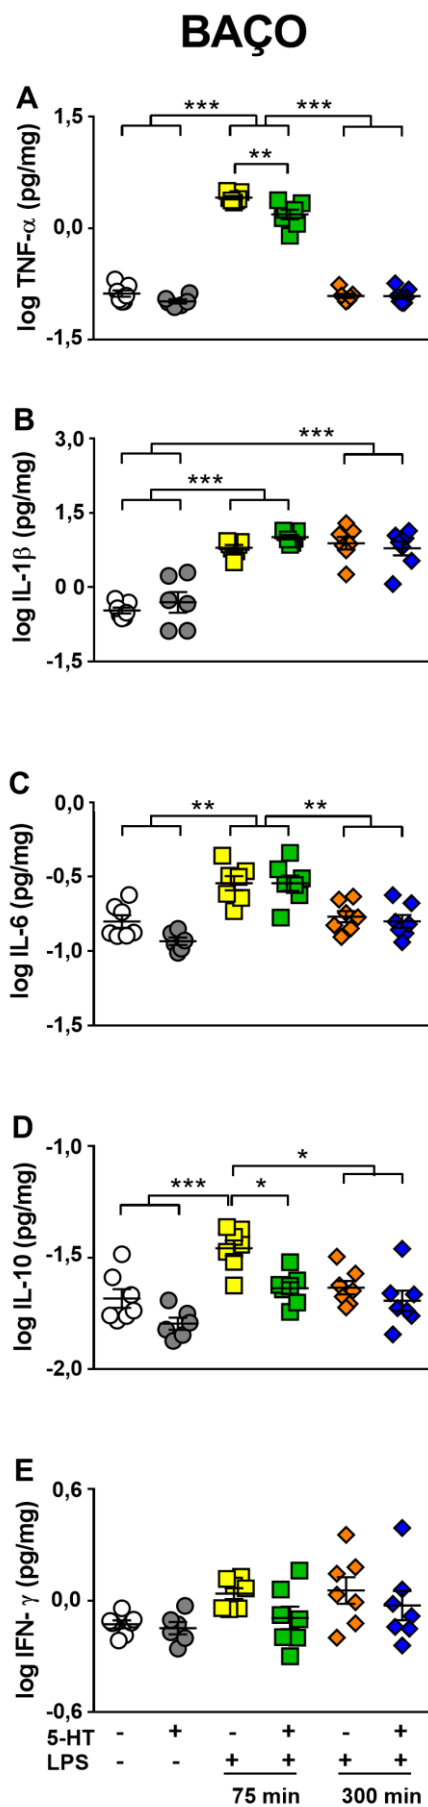 BAÇO
A
log TNF-α (pg/mg)
1,5
0,0
-1,5
*** ***
**
B
log IL-1β (pg/mg)
3,0
1,5
0,0
-1,5
***
***
C
log IL-6 (pg/mg)
0,0
-0,5
-1,0
-1,5
** **
D
log IL-10 (pg/mg)
-1,0
-1,5
-2,0
*
*** *
E
log IFN- γ (pg/mg)
0,6
0,0
-0,6
5-HT - + - + - +
LPS - - + + + +
75 min 300 min